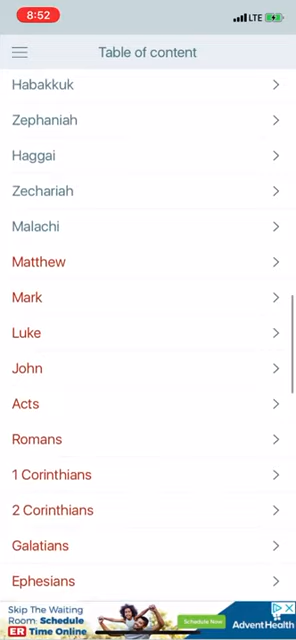 8:52
LTE
Table of content
Habakkuk
Zephaniah
Haggai
Zechariah
Malachi
Matthew
Mark
Luke
John
Acts
Romans
1 Corinthians
2 Corinthians
Galatians
Ephesians
Skip The Waiting
Room: Schedule
ER Time Online
Schedule Now
AdventHealth